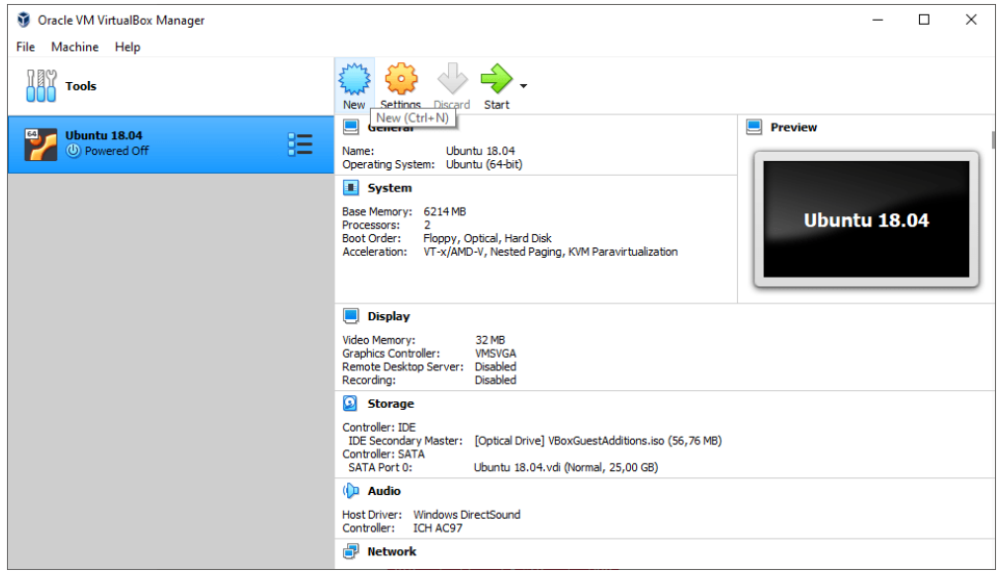 Oracle VM VirtualBox Manager
File Machine Help
Tools
New Settings Discard Start
New (Ctrl+N)
64
Ubuntu 18.04
Powered Off
General
Name: Ubuntu 18.04
Operating System: Ubuntu (64-bit)
System
Base Memory: 6214 MB
Processors: 2
Boot Order: Floppy, Optical, Hard Disk
Acceleration: VT-x/AMD-V, Nested Paging, KVM Paravirtualization
Preview
Ubuntu 18.04
Display
Video Memory: 32 MB
Graphics Controller: VMSVGA
Remote Desktop Server: Disabled
Recording: Disabled
Storage
Controller: IDE
IDE Secondary Master: [Optical Drive] VBoxGuestAdditions.iso (56,76 MB)
Controller: SATA
SATA Port 0: Ubuntu 18.04.vdi (Normal, 25,00 GB)
Audio
Host Driver: Windows DirectSound
Controller: ICH AC97
Network